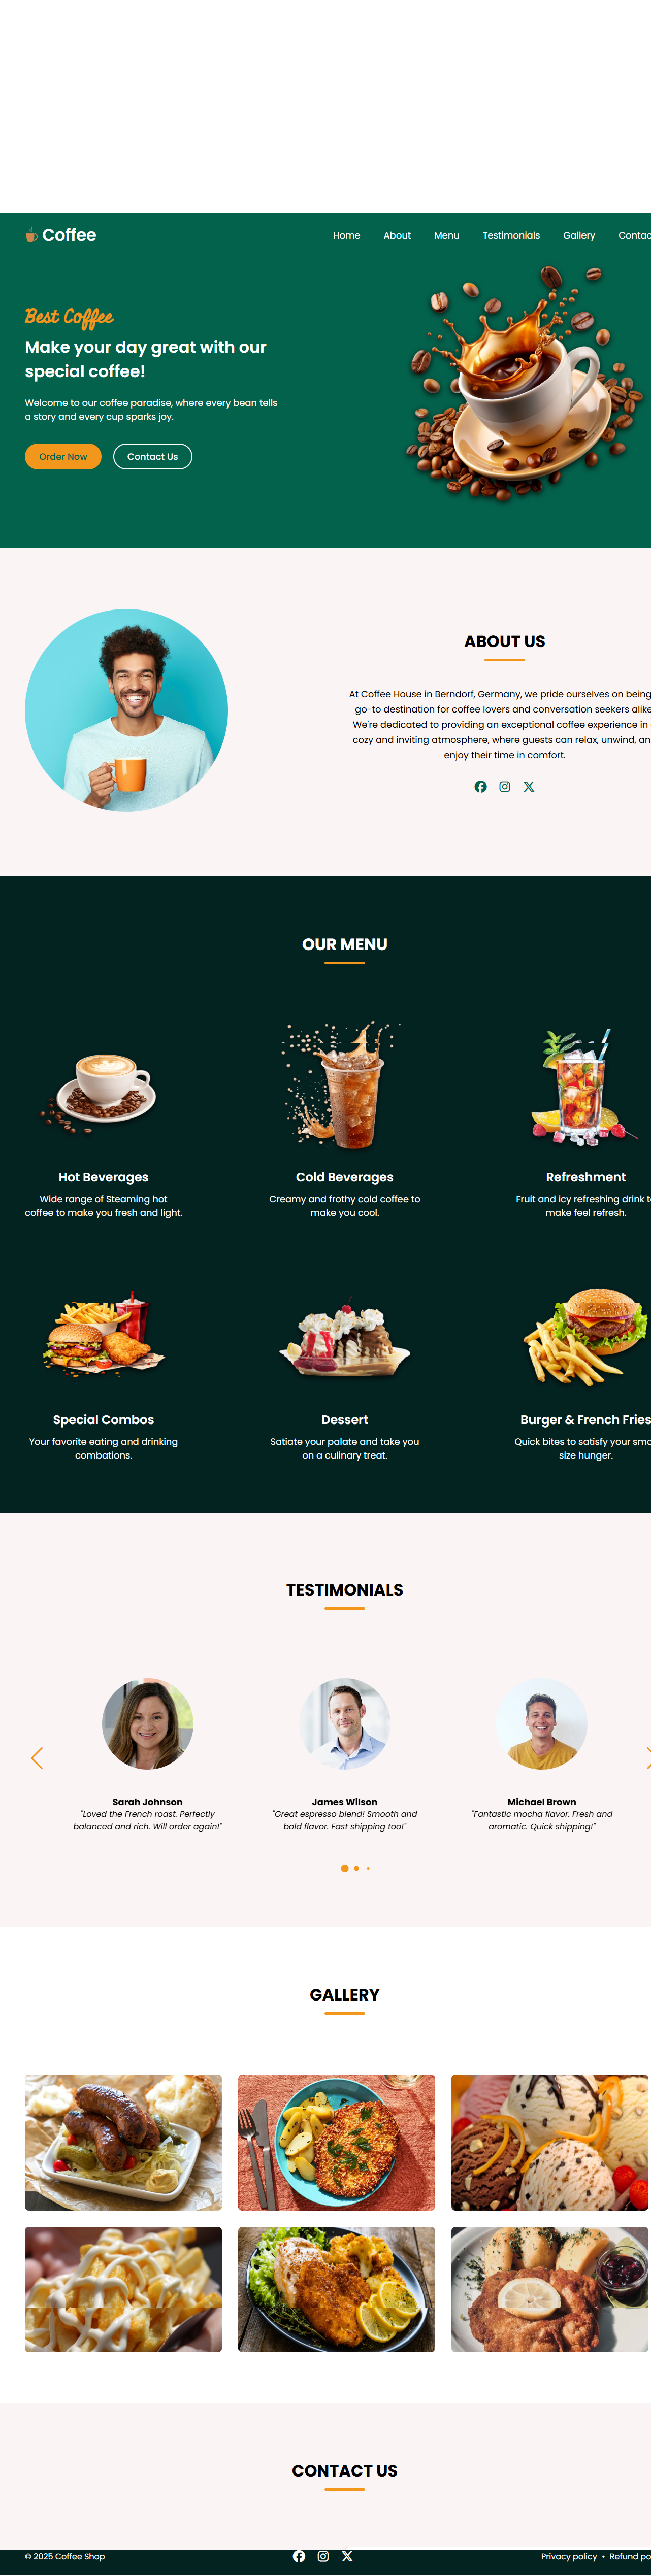 Coffee
Home About Menu Testimonials Gallery Contac
Best Coffee
Make your day great with our
special coffee!
Welcome to our coffee paradise, where every bean tells
a story and every cup sparks joy.
Order Now Contact Us
ABOUT US
At Coffee House in Berndorf, Germany, we pride ourselves on being
go-to destination for coffee lovers and conversation seekers alike
We're dedicated to providing an exceptional coffee experience in
cozy and inviting atmosphere, where guests can relax, unwind, an
enjoy their time in comfort.
OUR MENU
Hot Beverages
Wide range of Steaming hot
coffee to make you fresh and light.
Cold Beverages
Creamy and frothy cold coffee to
make you cool.
Refreshment
Fruit and icy refreshing drink t
make feel refresh.
Special Combos
Your favorite eating and drinking
combations.
Dessert
Satiate your palate and take you
on a culinary treat.
Burger & French Fries
Quick bites to satisfy your sma
size hunger.
TESTIMONIALS
Sarah Johnson
"Loved the French roast. Perfectly
balanced and rich. Will order again!"
James Wilson
"Great espresso blend! Smooth and
bold flavor. Fast shipping too!"
Michael Brown
"Fantastic mocha flavor. Fresh and
aromatic. Quick shipping!"
GALLERY
CONTACT US
© 2025 Coffee Shop
Privacy policy • Refund po